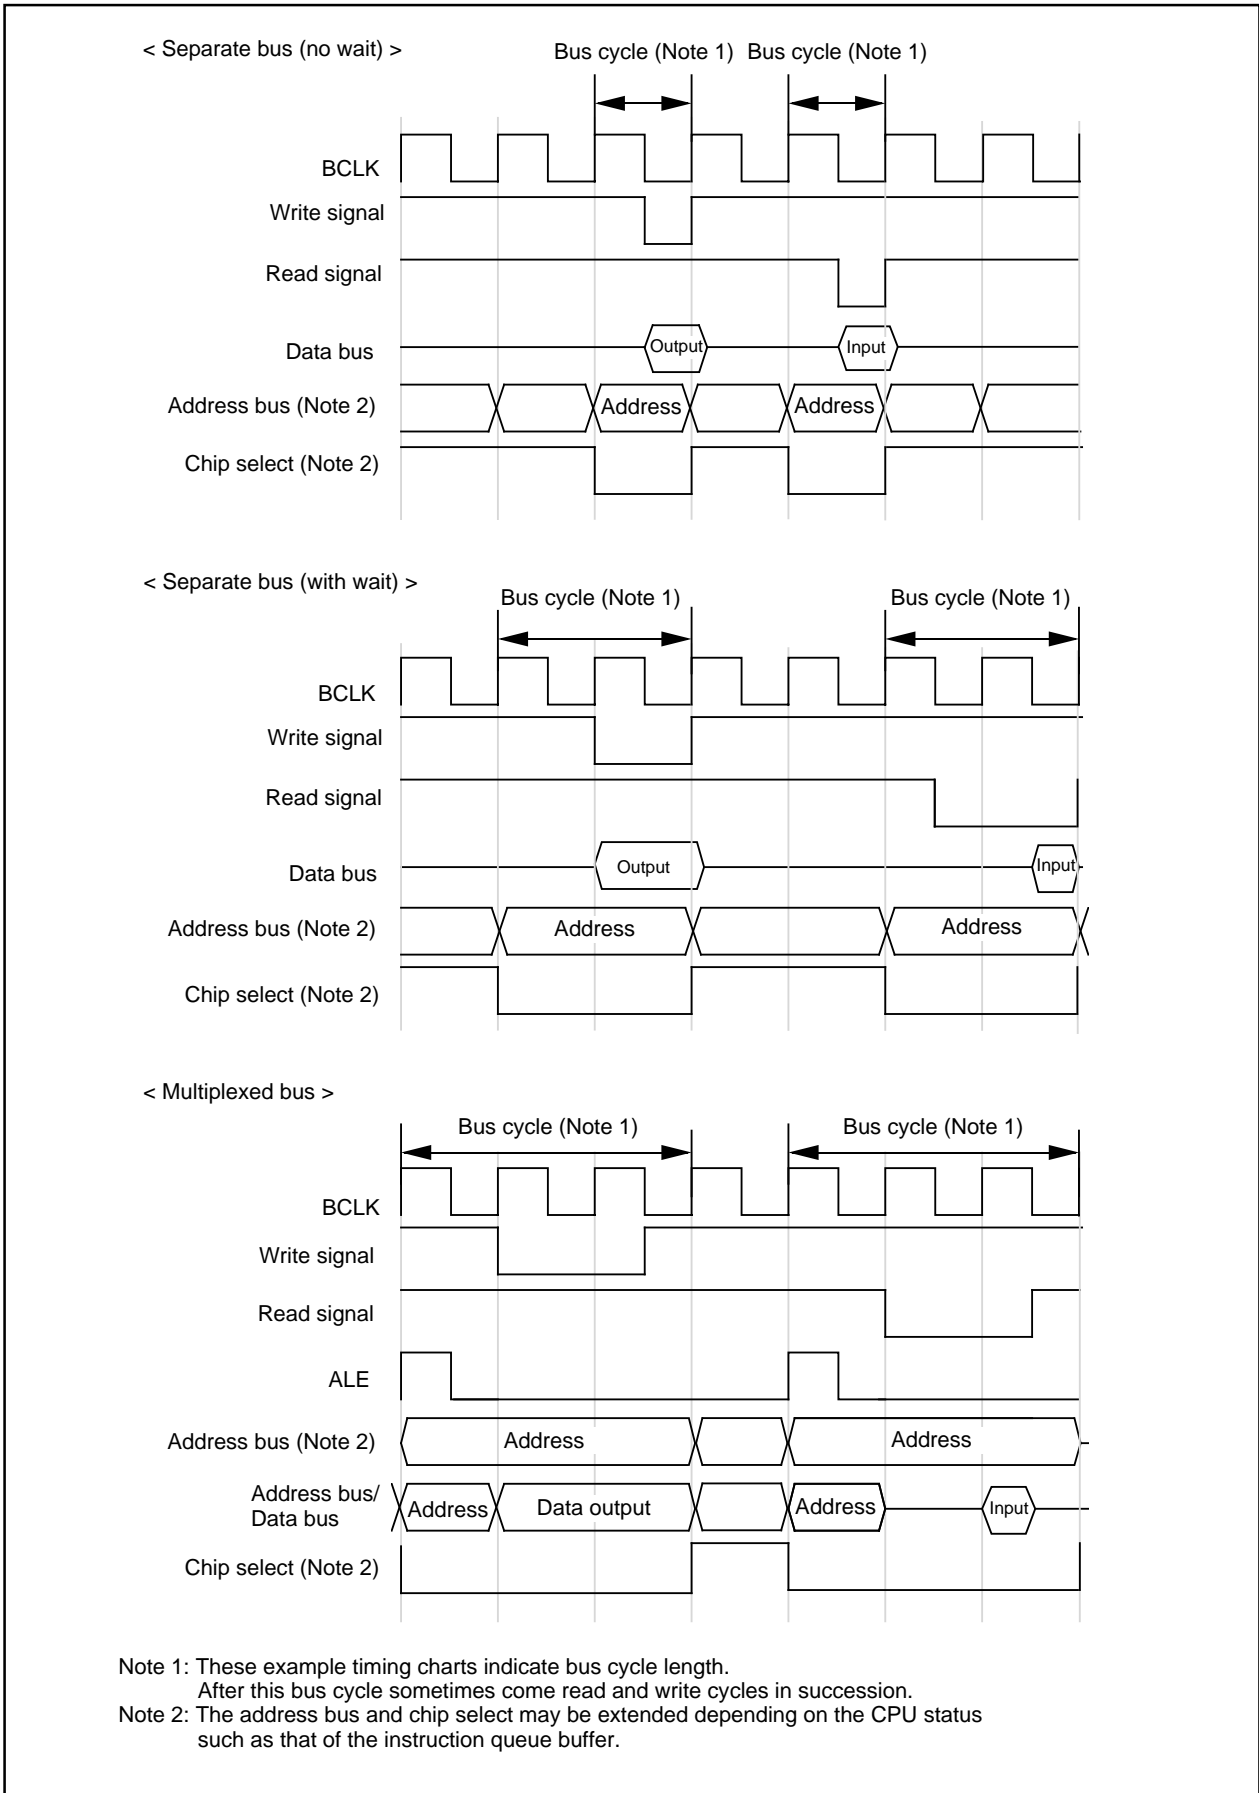 < Separate bus (no wait) >
Bus cycle (Note 1) Bus cycle (Note 1)
BCLK
Write signal
Read signal
Data bus
Output
Input
Address bus (Note 2)
Address
Address
Chip select (Note 2)
< Separate bus (with wait) >
Bus cycle (Note 1)
Bus cycle (Note 1)
BCLK
Write signal
Read signal
Data bus
Output
Input
Address bus (Note 2)
Address
Address
Chip select (Note 2)
< Multiplexed bus >
Bus cycle (Note 1)
Bus cycle (Note 1)
BCLK
Write signal
Read signal
ALE
Address bus (Note 2)
Address
Address
Address bus/
Data bus
Address
Data output
Address
Input
Chip select (Note 2)
Note 1: These example timing charts indicate bus cycle length.
After this bus cycle sometimes come read and write cycles in succession.
Note 2: The address bus and chip select may be extended depending on the CPU status
such as that of the instruction queue buffer.